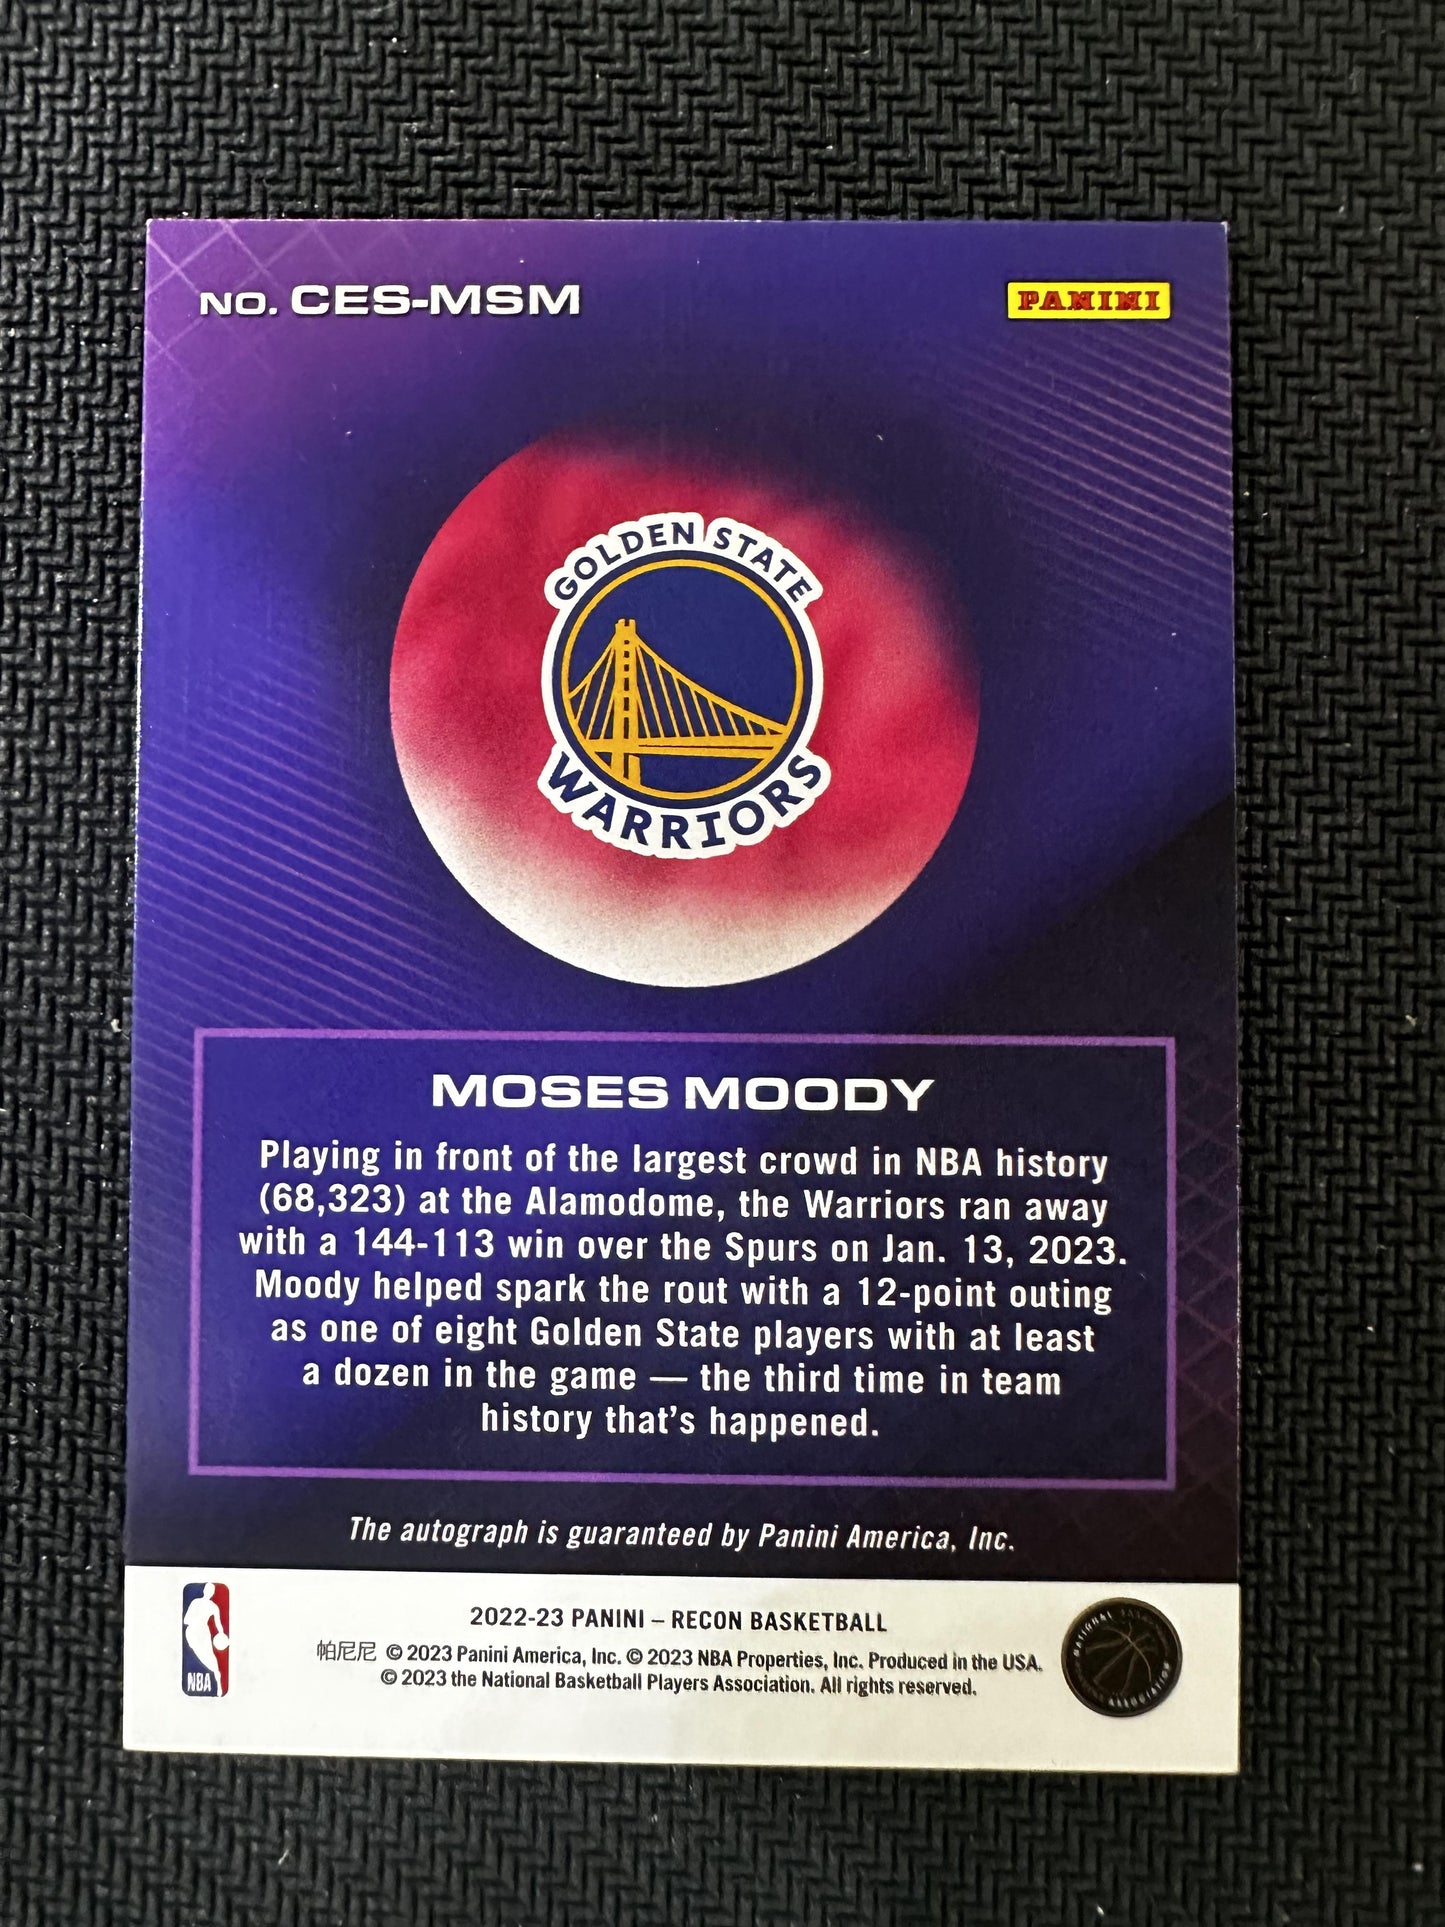 NO. CES-MSM
PANINI
GOLDEN STATE
WARRIORS
MOSES MOODY
Playing in front of the largest crowd in NBA history
(68,323) at the Alamodome, the Warriors ran away
with a 144-113 win over the Spurs on Jan. 13, 2023.
Moody helped spark the rout with a 12-point outing
as one of eight Golden State players with at least
a dozen in the game — the third time in team
history that's happened.
The autograph is guaranteed by Panini America, Inc.
2022-23 PANINI – RECON BASKETBALL
帕尼尼 © 2023 Panini America, Inc. © 2023 NBA Properties, Inc. Produced in the USA.
© 2023 the National Basketball Players Association. All rights reserved.
NBA
NATIONAL
ASSOCIATION